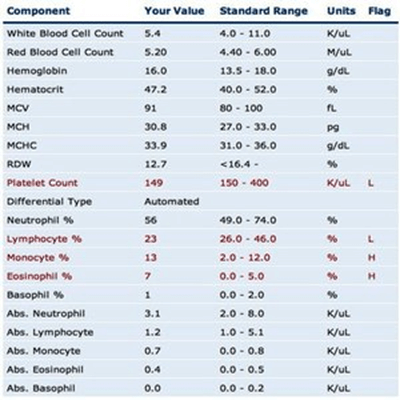 Component Your Value Standard Range Units Flag
White Blood Cell Count 5.4 4.0 - 11.0 K/uL
Red Blood Cell Count 5.20 4.40 - 6.00 M/uL
Hemoglobin 16.0 13.5 - 18.0 g/dL
Hematocrit 47.2 40.0 - 52.0 %
MCV 91 80 - 100 fL
MCH 30.8 27.0 - 33.0 pg
MCHC 33.9 31.0 - 36.0 g/dL
RDW 12.7 <16.4 - %
Platelet Count 149 150 - 400 K/uL L
Differential Type Automated
Neutrophil % 56 49.0 - 74.0 %
Lymphocyte % 23 26.0 - 46.0 % L
Monocyte % 13 2.0 - 12.0 % H
Eosinophil % 7 0.0 - 5.0 % H
Basophil % 1 0.0 - 2.0 %
Abs. Neutrophil 3.1 2.0 - 8.0 K/uL
Abs. Lymphocyte 1.2 1.0 - 5.1 K/uL
Abs. Monocyte 0.7 0.0 - 0.8 K/uL
Abs. Eosinophil 0.4 0.0 - 0.5 K/uL
Abs. Basophil 0.0 0.0 - 0.2 K/uL